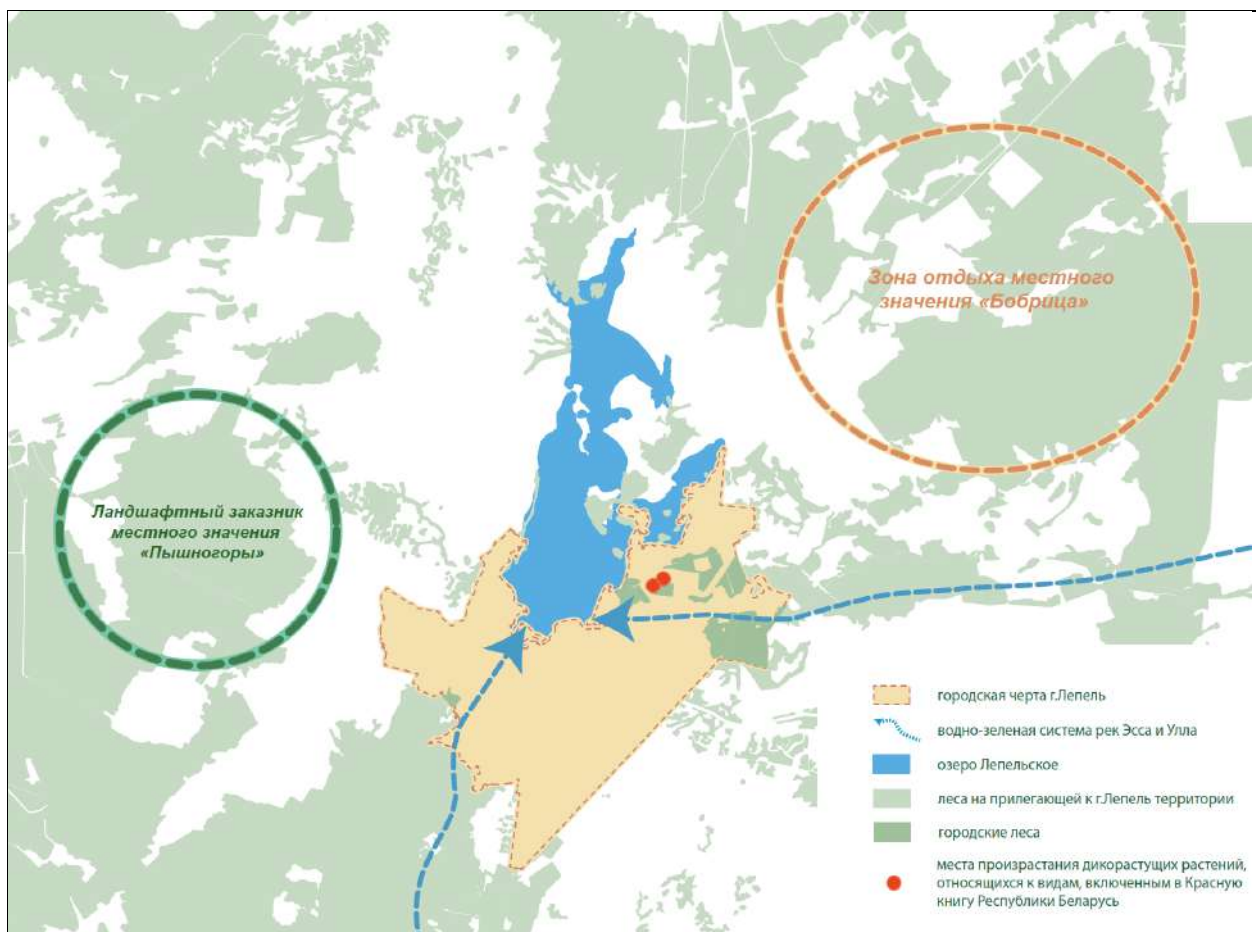 Зона отдыха местного
значения «Бобрица»
Ландшафтный заказник
местного значения
«Пышногоры»
городская черта г.Лепель
водно-зеленая система рек Эсса и Улла
озеро Лепельское
леса на прилегающей к г.Лепель территории
городские леса
места произрастания дикорастущих растений,
относящихся к видам, включенным в Красную
книгу Республики Беларусь